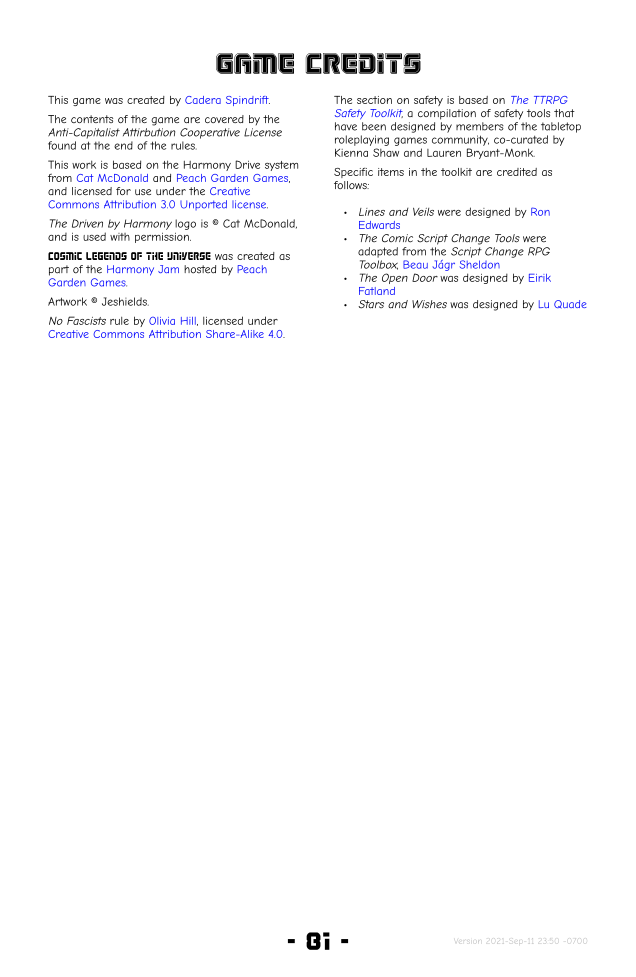 GAME CREDITS
This game was created by Cadera Spindrift.
The contents of the game are covered by the
Anti-Capitalist Attirbution Cooperative License
found at the end of the rules.
This work is based on the Harmony Drive system
from Cat McDonald and Peach Garden Games,
and licensed for use under the Creative
Commons Attribution 3.0 Unported license.
The Driven by Harmony logo is © Cat McDonald,
and is used with permission.
COSMIC LEGENDS OF THE UNIVERSE was created as
part of the Harmony Jam hosted by Peach
Garden Games.
Artwork © Jeshields.
No Fascists rule by Olivia Hill, licensed under
Creative Commons Attribution Share-Alike 4.0.
The section on safety is based on The TTRPG
Safety Toolkit, a compilation of safety tools that
have been designed by members of the tabletop
roleplaying games community, co-curated by
Kienna Shaw and Lauren Bryant-Monk.
Specific items in the toolkit are credited as
follows:
• Lines and Veils were designed by Ron
Edwards
• The Comic Script Change Tools were
adapted from the Script Change RPG
Toolbox, Beau Jágr Sheldon
• The Open Door was designed by Eirik
Fatland
• Stars and Wishes was designed by Lu Quade
- 81 -
Version 2021-Sep-11 23:50 -0700